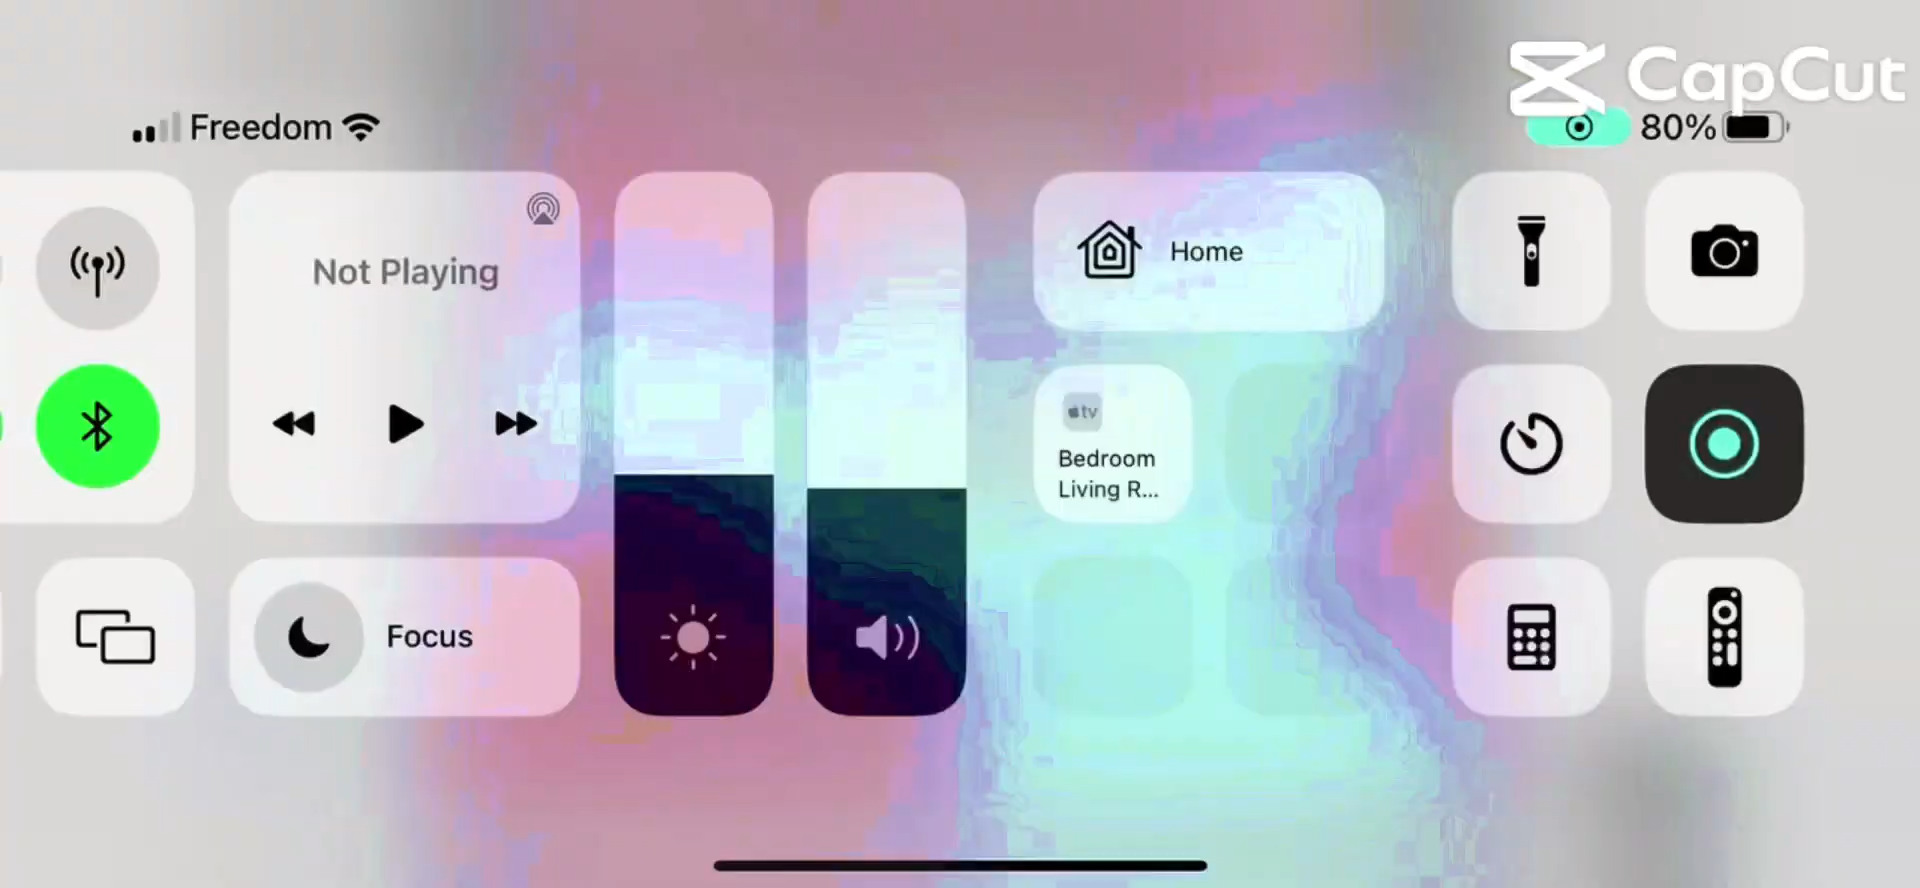 CapCut
Freedom
80%
Not Playing
Home
tv
Bedroom
Living R...
Focus